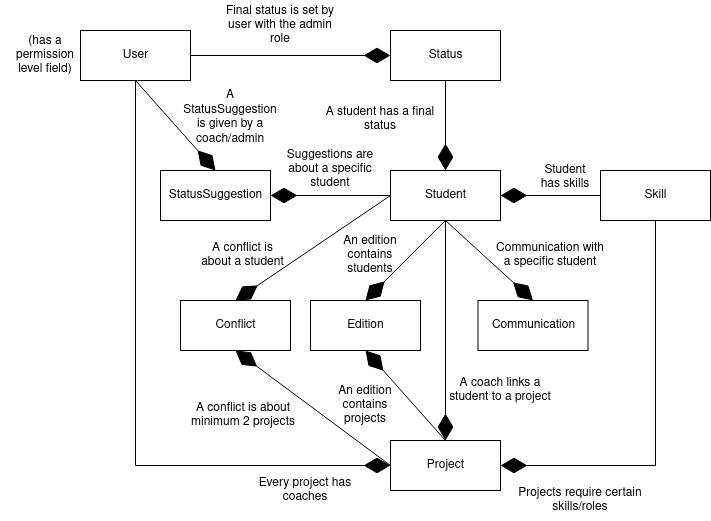 Final status is set by
user with the admin
role
(has a
permission
level field)
User
Status
A
StatusSuggestion
is given by a
coach/admin
A student has a final
status
Suggestions are
about a specific
student
Student
has skills
StatusSuggestion
Student
Skill
A conflict is
about a student
An edition
contains
students
Communication with
a specific student
Conflict
Edition
Communication
A conflict is about
minimum 2 projects
An edition
contains
projects
A coach links a
student to a project
Project
Every project has
coaches
Projects require certain
skills/roles